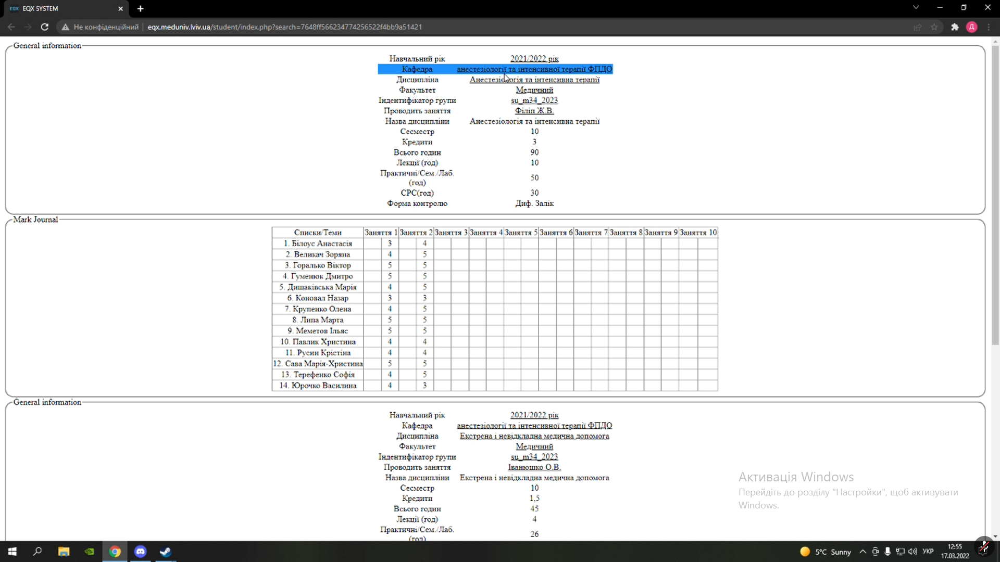 EQX EQX SYSTEM
Не конфіденційний eqx.meduniv.lviv.ua/student/index.php?search=7648ff566234774256522f4bb9a51421 Д
General information
Навчальний рік 2021/2022 рік
Кафедра анестезіології та інтенсивної терапії ФПДО
Дисципліна Анестезіологія та інтенсивна терапії
Факультет Медичний
Індентифікатор групи su_m34_2023
Проводить заняття Філіп Ж.В.
Назва дисципліни Анестезіологія та інтенсивна терапії
Сесместр 10
Кредити 3
Всього годин 90
Лекції (год) 10
Практичні/Сем./Лаб. (год) 50
СРС(год) 30
Форма контролю Диф. Залік
Mark Journal
Списки/Теми Заняття 1 Заняття 2 Заняття 3 Заняття 4 Заняття 5 Заняття 6 Заняття 7 Заняття 8 Заняття 9 Заняття 10
1. Білоус Анастасія 3 4
2. Великач Зоряна 4 5
3. Горалько Віктор 5 5
4. Гуменюк Дмитро 5 5
5. Дишаківська Марія 4 5
6. Коновал Назар 3 3
7. Крупенко Олена 4 5
8. Липа Марта 5 5
9. Меметов Ільяс 5 5
10. Павлик Христина 4 4
11. Русин Крістіна 4 4
12. Сава Марія-Христина 5 5
13. Терефенко Софія 4 5
14. Юрочко Василина 4 3
General information
Навчальний рік 2021/2022 рік
Кафедра анестезіології та інтенсивної терапії ФПДО
Дисципліна Екстрена і невідкладна медична допомога
Факультет Медичний
Індентифікатор групи su_m34_2023
Проводить заняття Іванюшко О.В.
Назва дисципліни Екстрена і невідкладна медична допомога
Сесместр 10
Кредити 1,5
Всього годин 45
Лекції (год) 4
Практичні/Сем./Лаб. (год) 26
Активація Windows
Перейдіть до розділу "Настройки", щоб активувати
Windows.
5°C Sunny УКР 12:55
17.03.2022